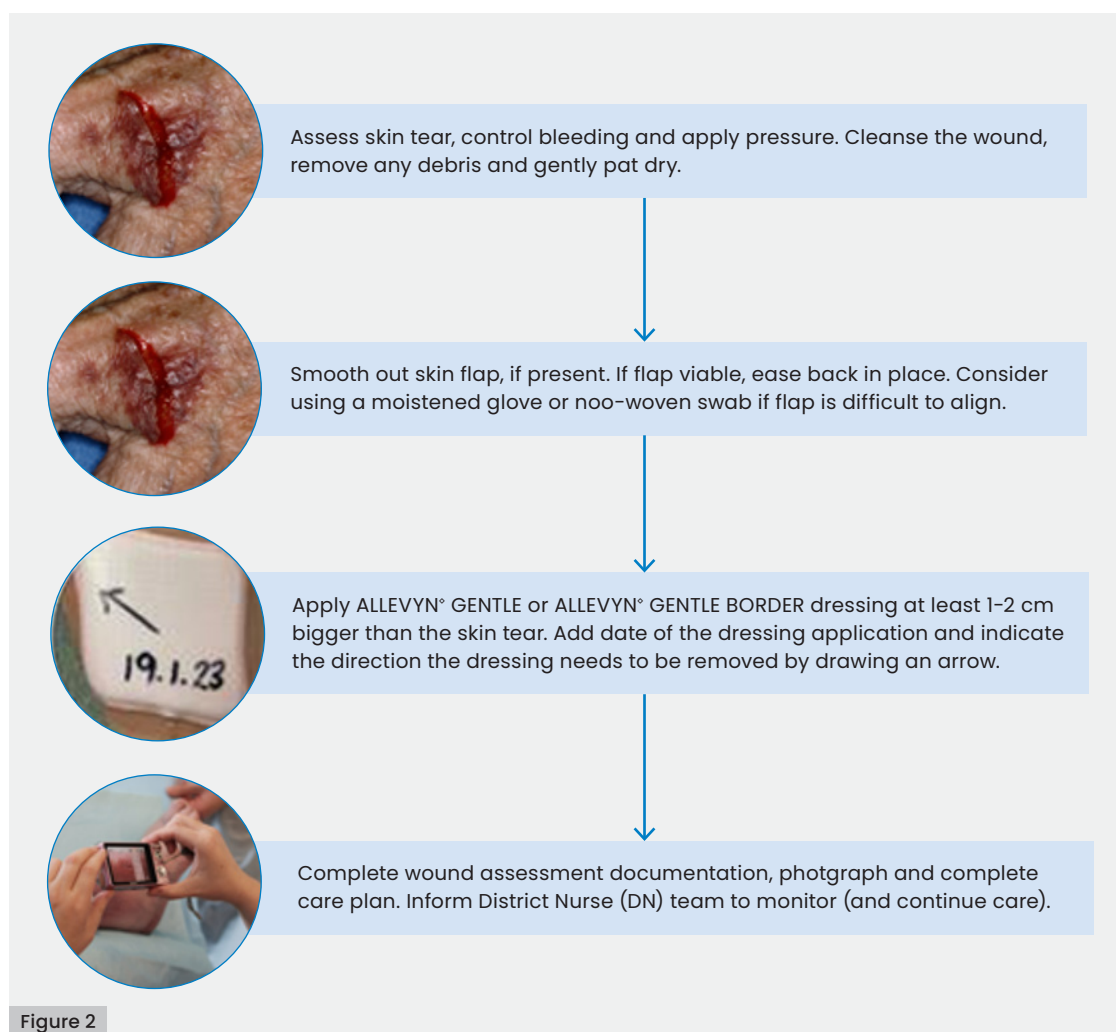 Assess skin tear, control bleeding and apply pressure. Cleanse the wound,
remove any debris and gently pat dry.
Smooth out skin flap, if present. If flap viable, ease back in place. Consider
using a moistened glove or noo-woven swab if flap is difficult to align.
19.1.23
Apply ALLEVYN° GENTLE or ALLEVYN° GENTLE BORDER dressing at least 1-2 cm
bigger than the skin tear. Add date of the dressing application and indicate
the direction the dressing needs to be removed by drawing an arrow.
Complete wound assessment documentation, photgraph and complete
care plan. Inform District Nurse (DN) team to monitor (and continue care).
Figure 2